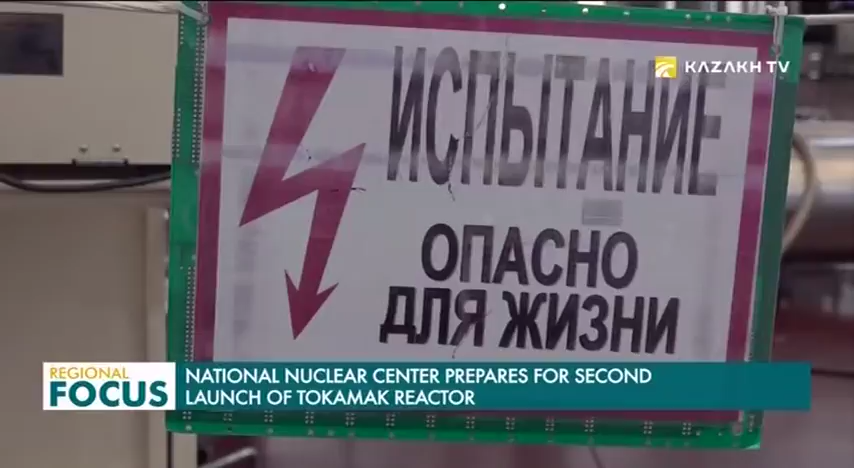 KAZAKH TV
ИСПЫТАНИЕ
ОПАСНО
ДЛЯ ЖИЗНИ
REGIONAL
FOCUS
NATIONAL NUCLEAR CENTER PREPARES FOR SECOND
LAUNCH OF TOKAMAK REACTOR